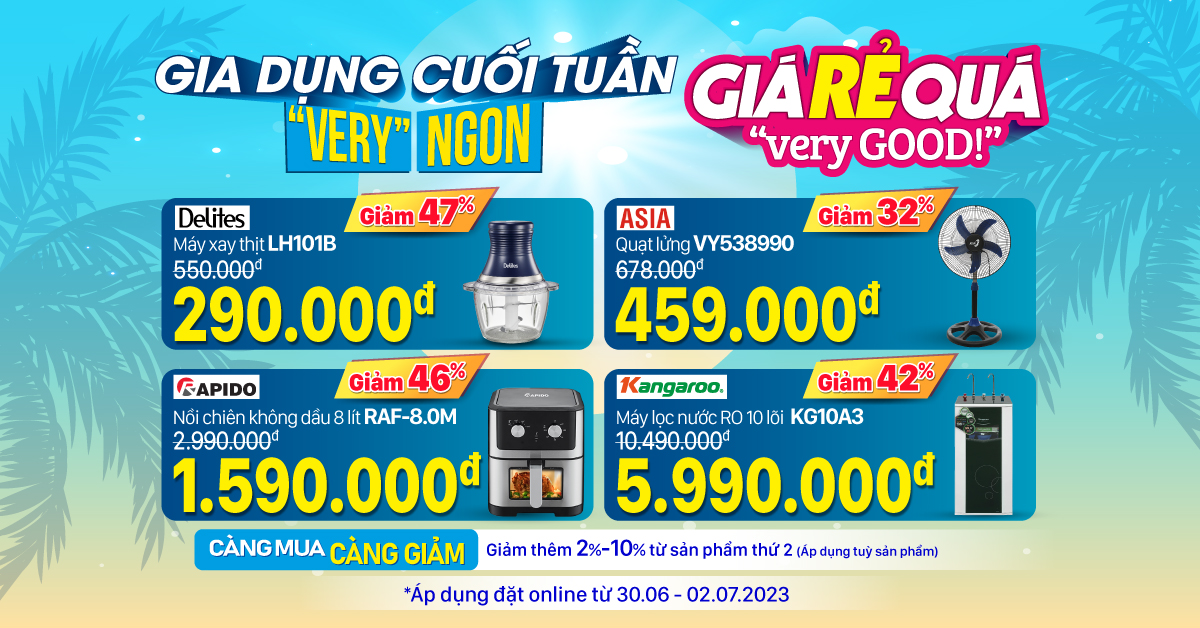 GIA DỤNG CUỐI TUẦN
"VERY" NGON
GIÁ RẺ QUÁ
"very GOOD!"
Delites
Giảm 47%
Máy xay thịt LH101B
550.000đ
290.000đ
Delites
ASIA
Giảm 32%
Quạt lửng VY538990
678.000đ
459.000đ
RAPIDO
Giảm 46%
Nồi chiên không dầu 8 lít RAF-8.0M
2.990.000đ
1.590.000đ
RAPIDO
Kangaroo
Giảm 42%
Máy lọc nước RO 10 lõi KG10A3
10.490.000đ
5.990.000đ
CÀNG MUA CÀNG GIẢM
Giảm thêm 2%-10% từ sản phẩm thứ 2 (Áp dụng tuỳ sản phẩm)
*Áp dụng đặt online từ 30.06 - 02.07.2023